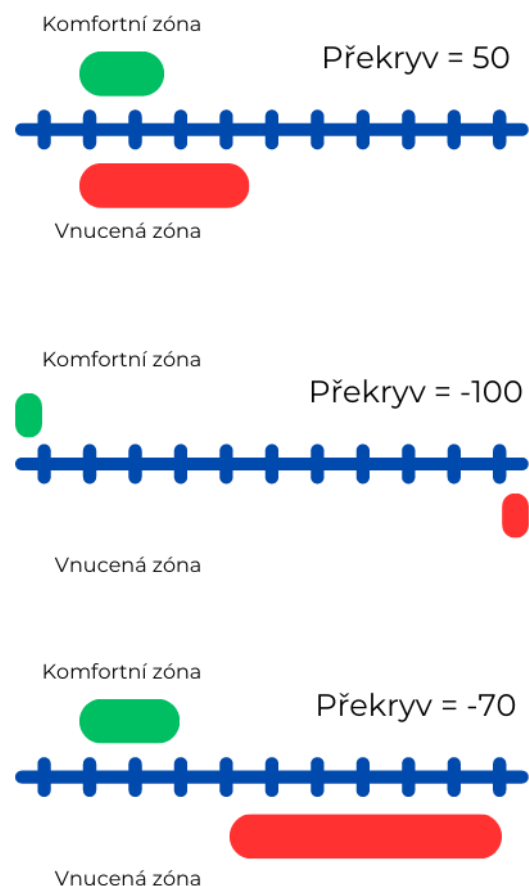 Komfortní zóna
Překryv = 50
Vnucená zóna
Komfortní zóna
Překryv = -100
Vnucená zóna
Komfortní zóna
Překryv = -70
Vnucená zóna